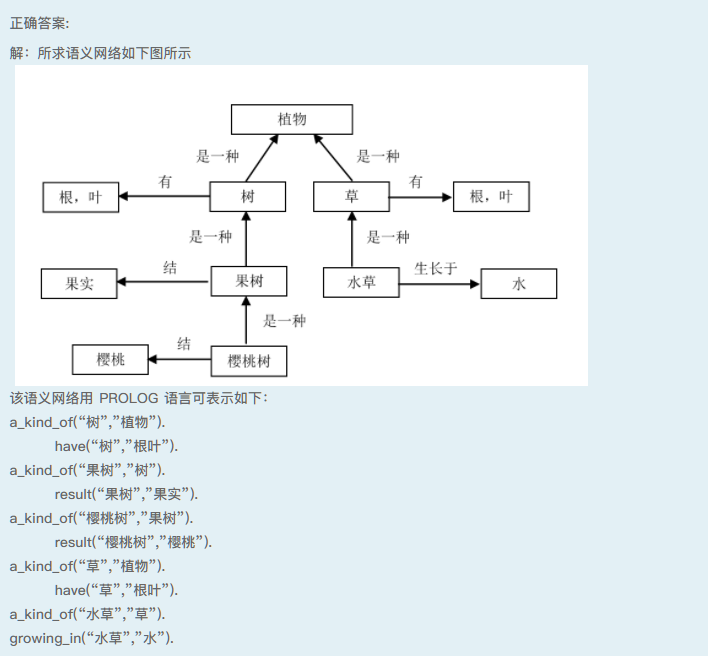 正确答案:
解：所求语义网络如下图所示
植物
是一种 是一种
根，叶 有 树 草 有 根，叶
是一种 是一种
果实 结 果树 水草 生长于 水
是一种
樱桃 结 樱桃树
该语义网络用 PROLOG 语言可表示如下：
a_kind_of(“树”,”植物”).
have(“树”,”根叶”).
a_kind_of(“果树”,”树”).
result(“果树”,”果实”).
a_kind_of(“樱桃树”,”果树”).
result(“樱桃树”,”樱桃”).
a_kind_of(“草”,”植物”).
have(“草”,”根叶”).
a_kind_of(“水草”,”草”).
growing_in(“水草”,”水”).